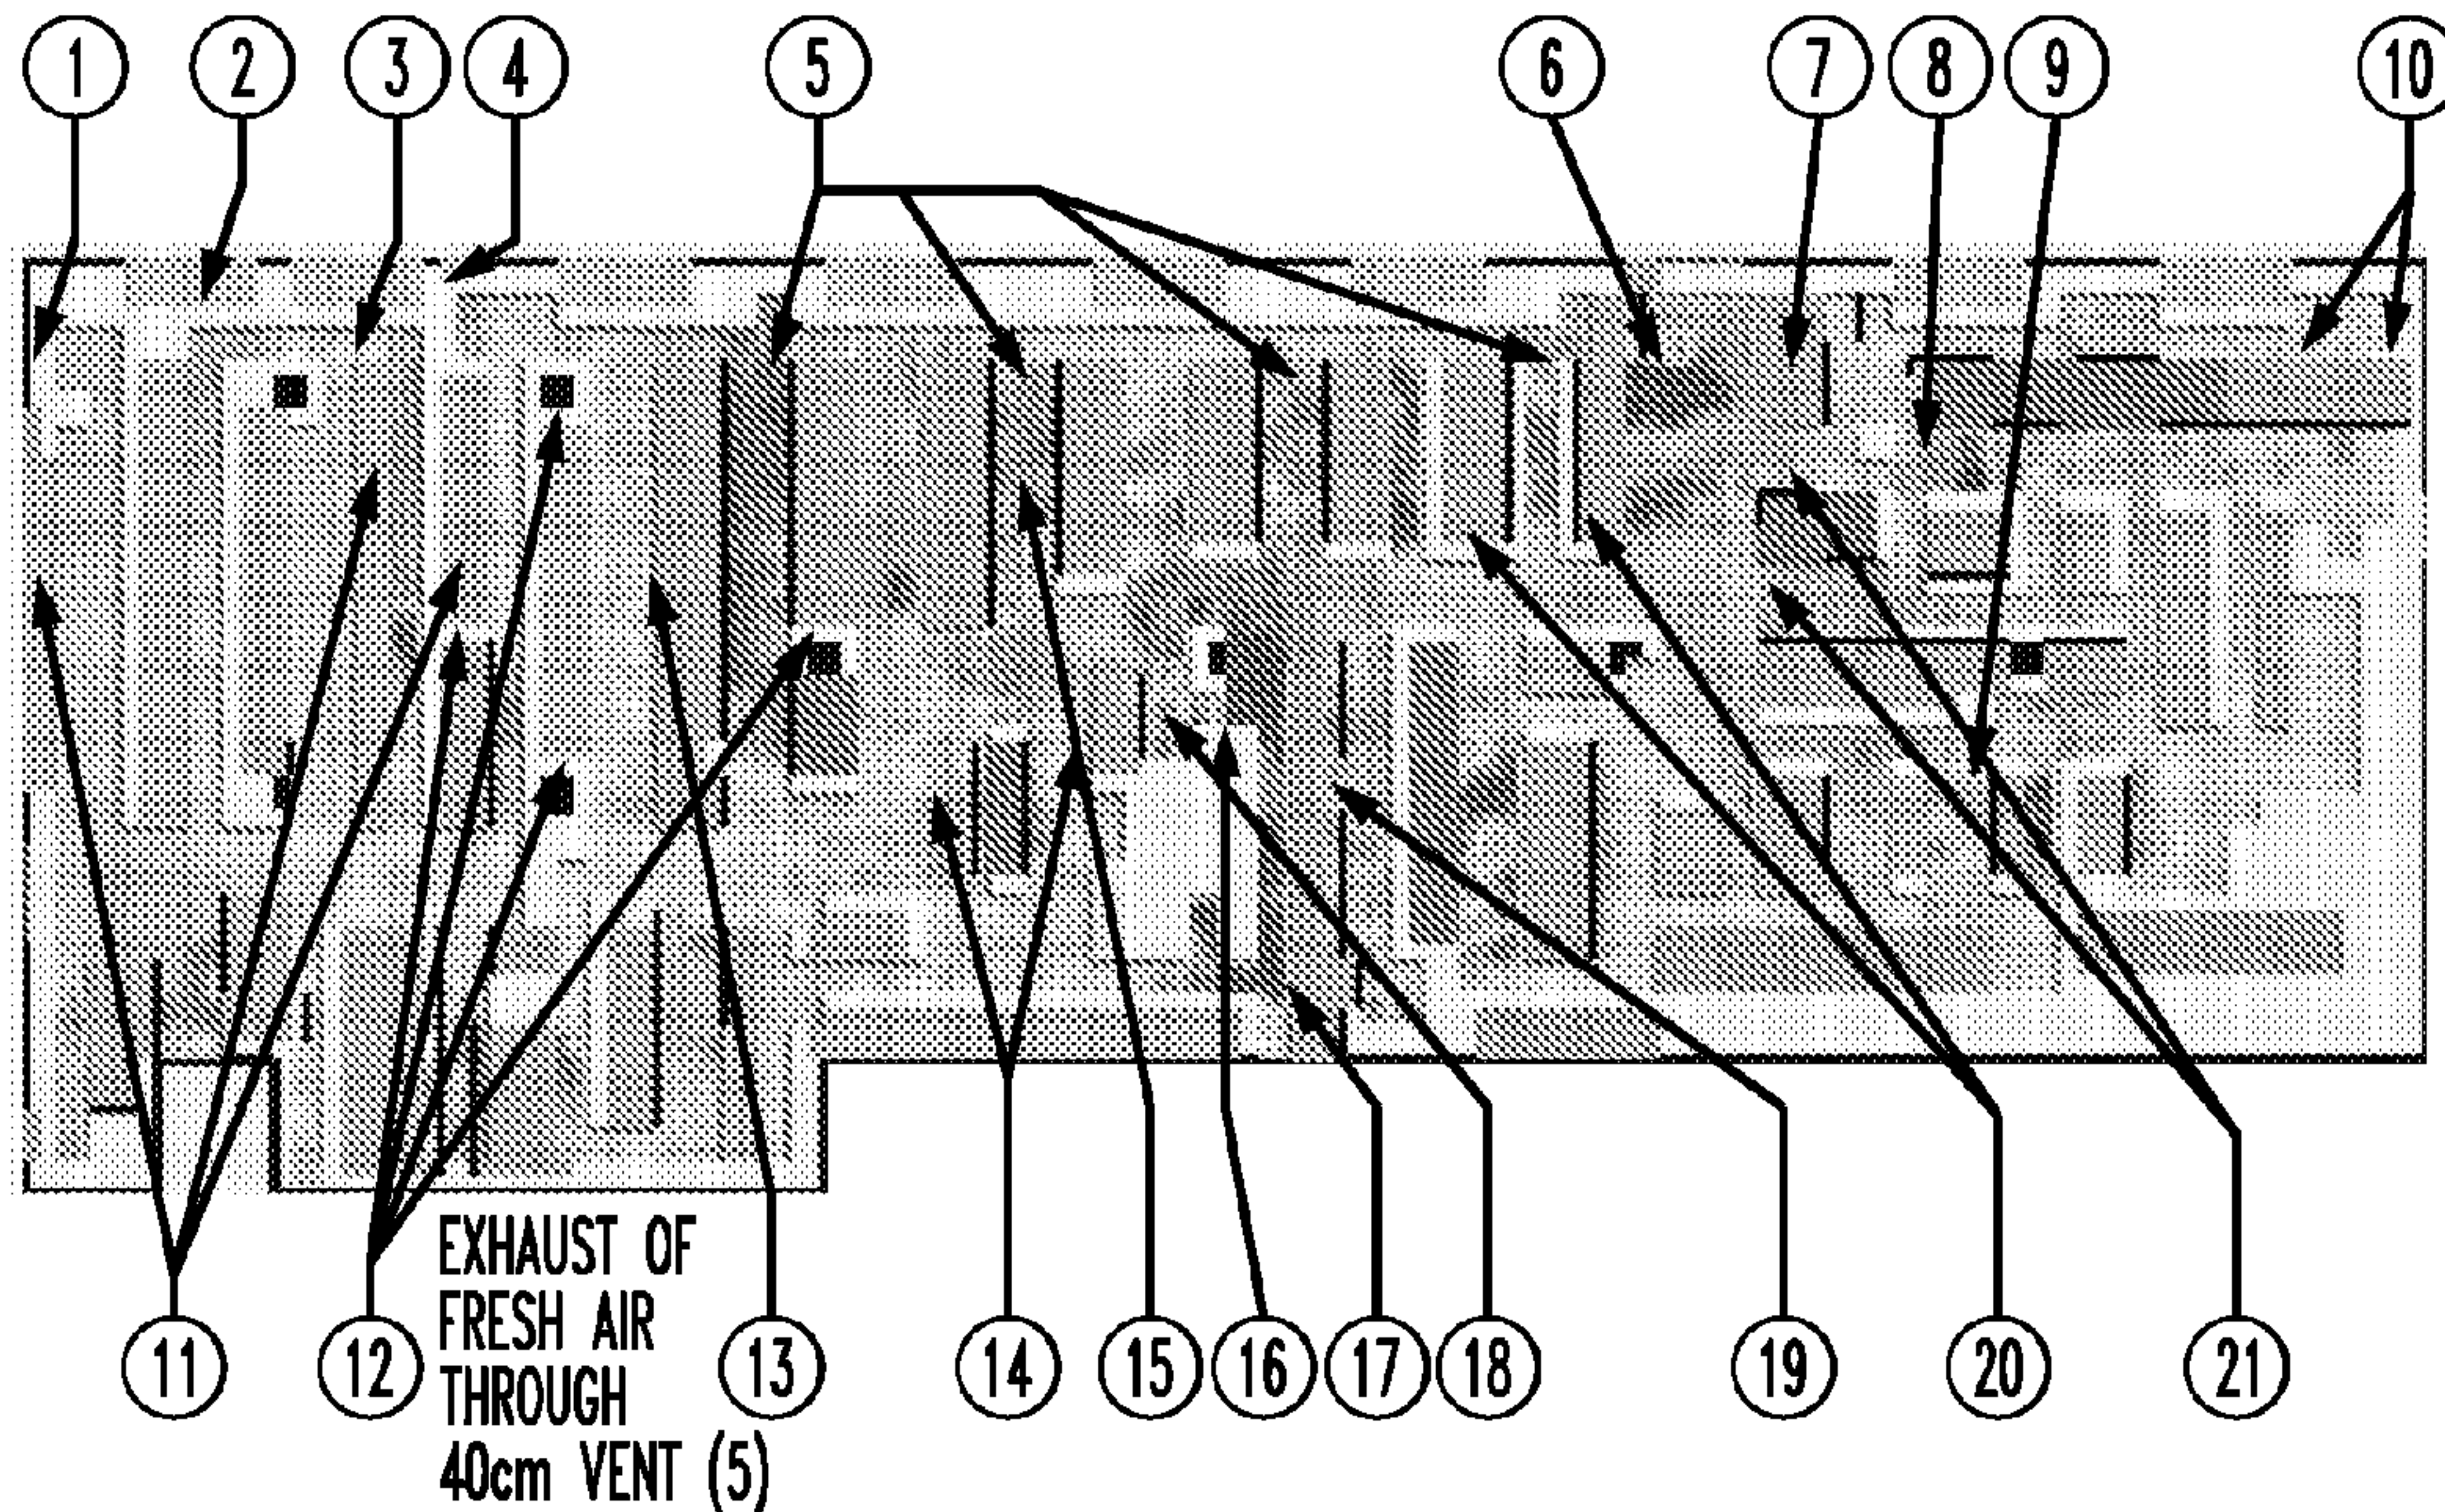 1 2 3 4 5 6 7 8 9 10
11 12 13 14 15 16 17 18 19 20 21
EXHAUST OF
FRESH AIR
THROUGH
40cm VENT (5)